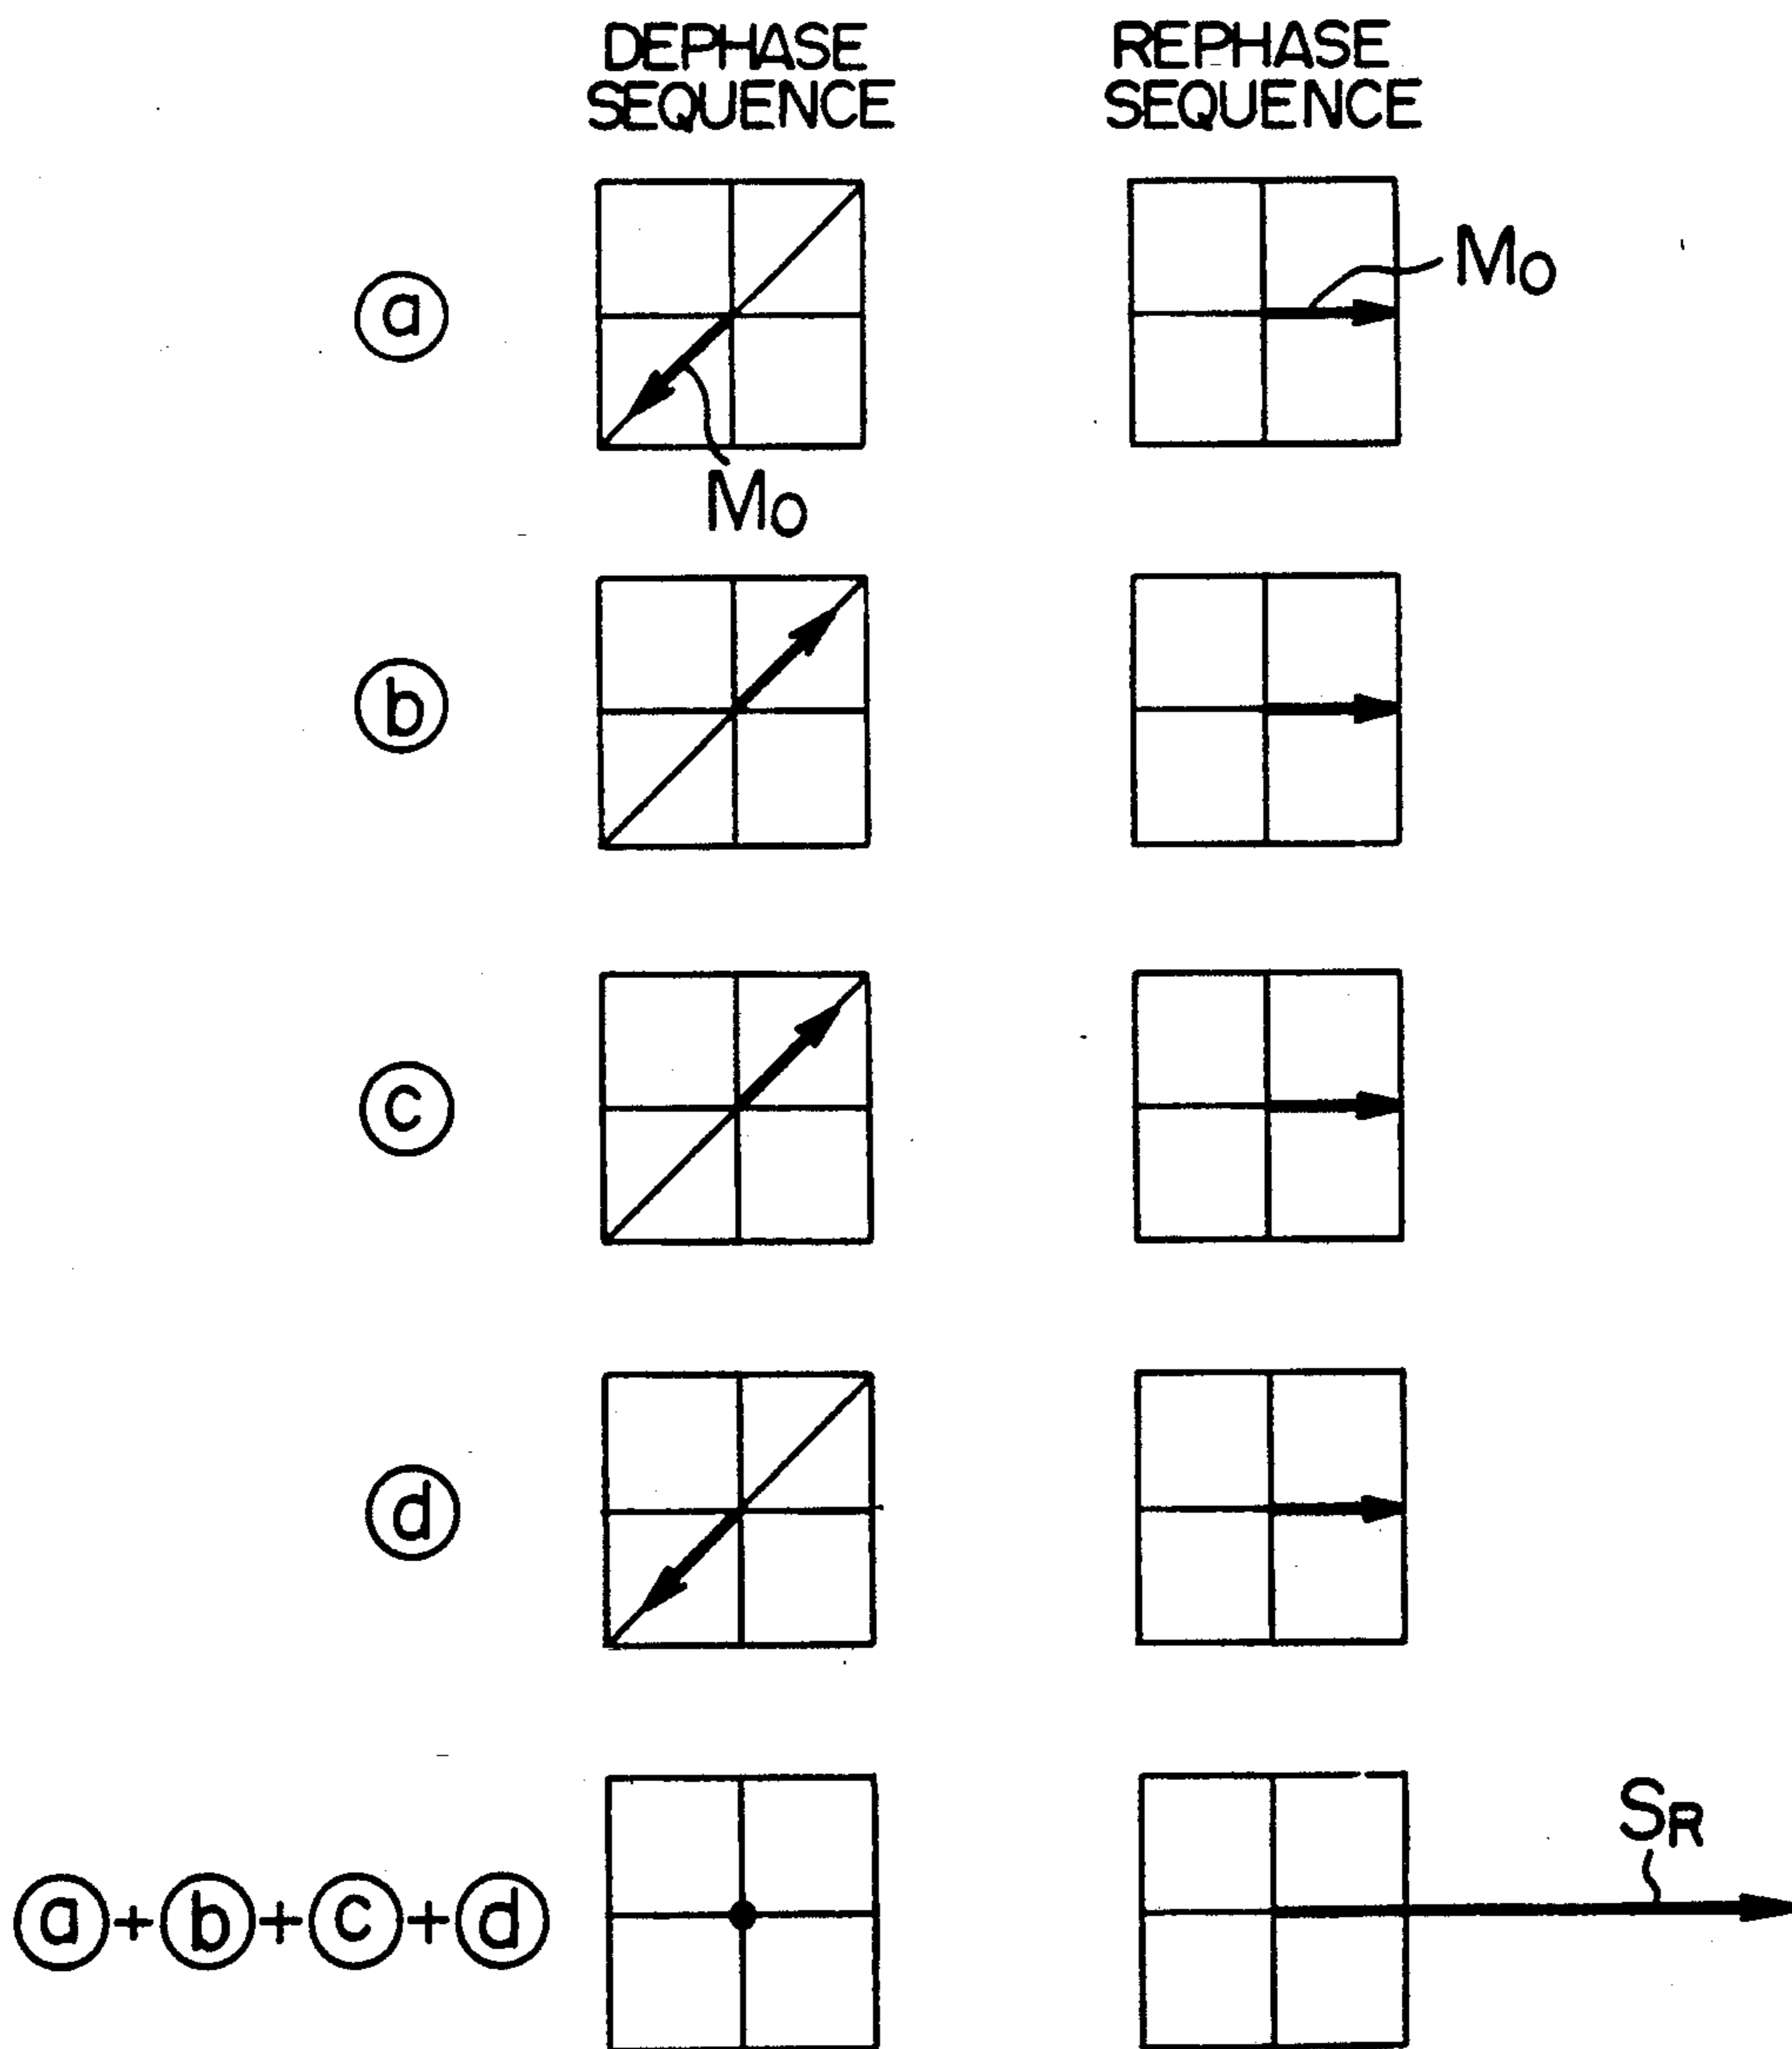 DEPHASE
SEQUENCE
REPHASE
SEQUENCE
a
Mo
Mo
b
c
d
SR
a+b+c+d